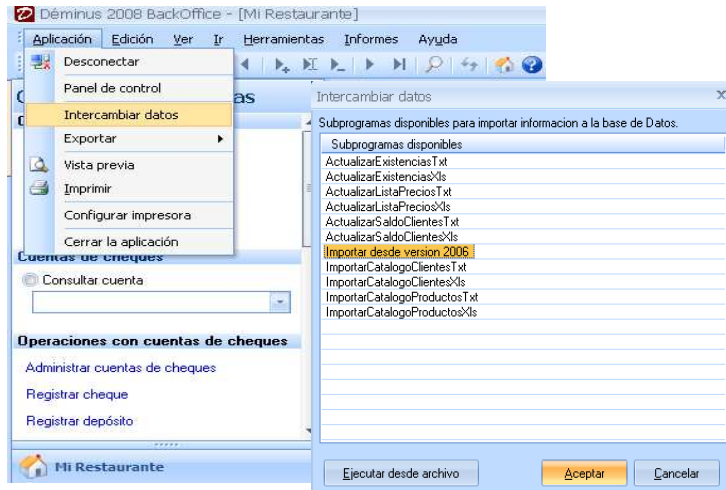 Déminus 2008 BackOffice - [Mi Restaurante]
Aplicación Edición Ver Ir Herramientas Informes Ayuda
Desconectar
Panel de control
Intercambiar datos
Exportar
Vista previa
Imprimir
Configurar impresora
Cerrar la aplicación
as
Cuentas de cheques
Consultar cuenta
Operaciones con cuentas de cheques
Administrar cuentas de cheques
Registrar cheque
Registrar depósito
Mi Restaurante
Intercambiar datos
Subprogramas disponibles para importar informacion a la base de Datos.
Subprogramas disponibles
ActualizarExistenciasTxt
ActualizarExistenciasXls
ActualizarListaPreciosTxt
ActualizarListaPreciosXls
ActualizarSaldoClientesTxt
ActualizarSaldoClientesXls
Importar desde version 2006
ImportarCatalogoClientesTxt
ImportarCatalogoClientesXls
ImportarCatalogoProductosTxt
ImportarCatalogoProductosXls
Ejecutar desde archivo Aceptar Cancelar